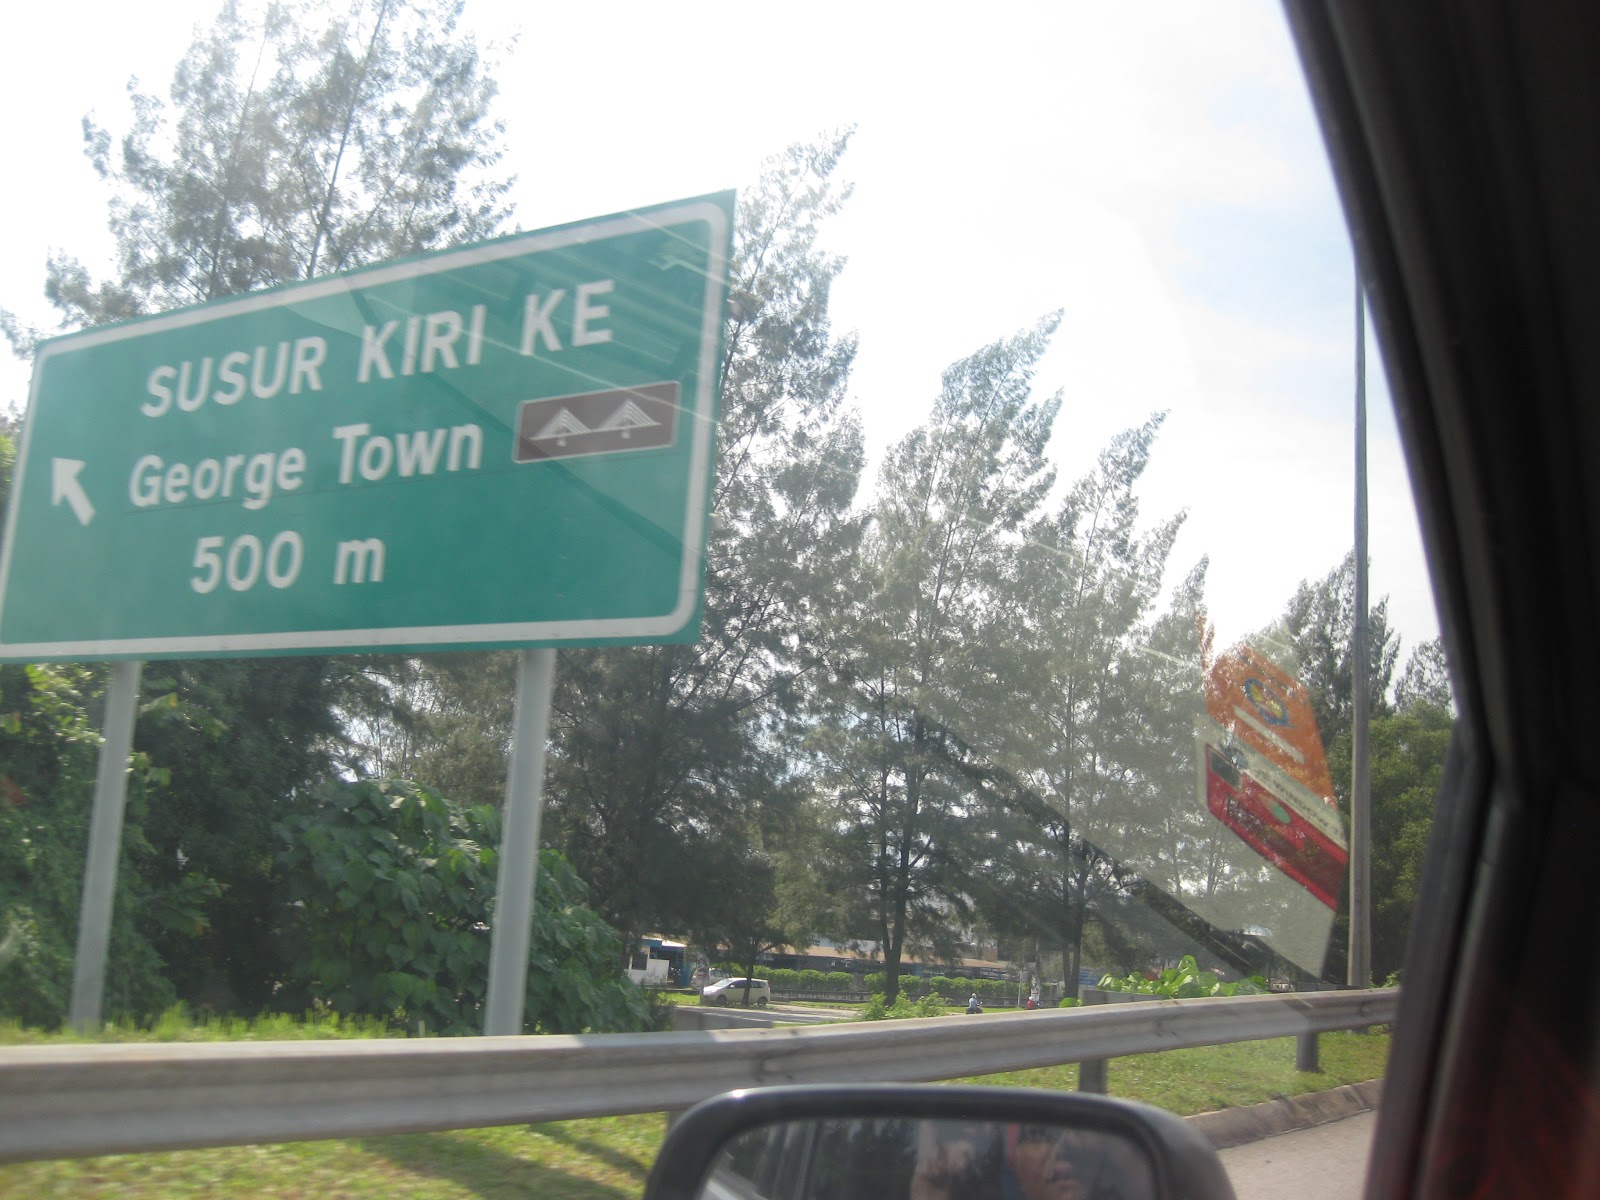 SUSUR KIRI KE
George Town
500 m